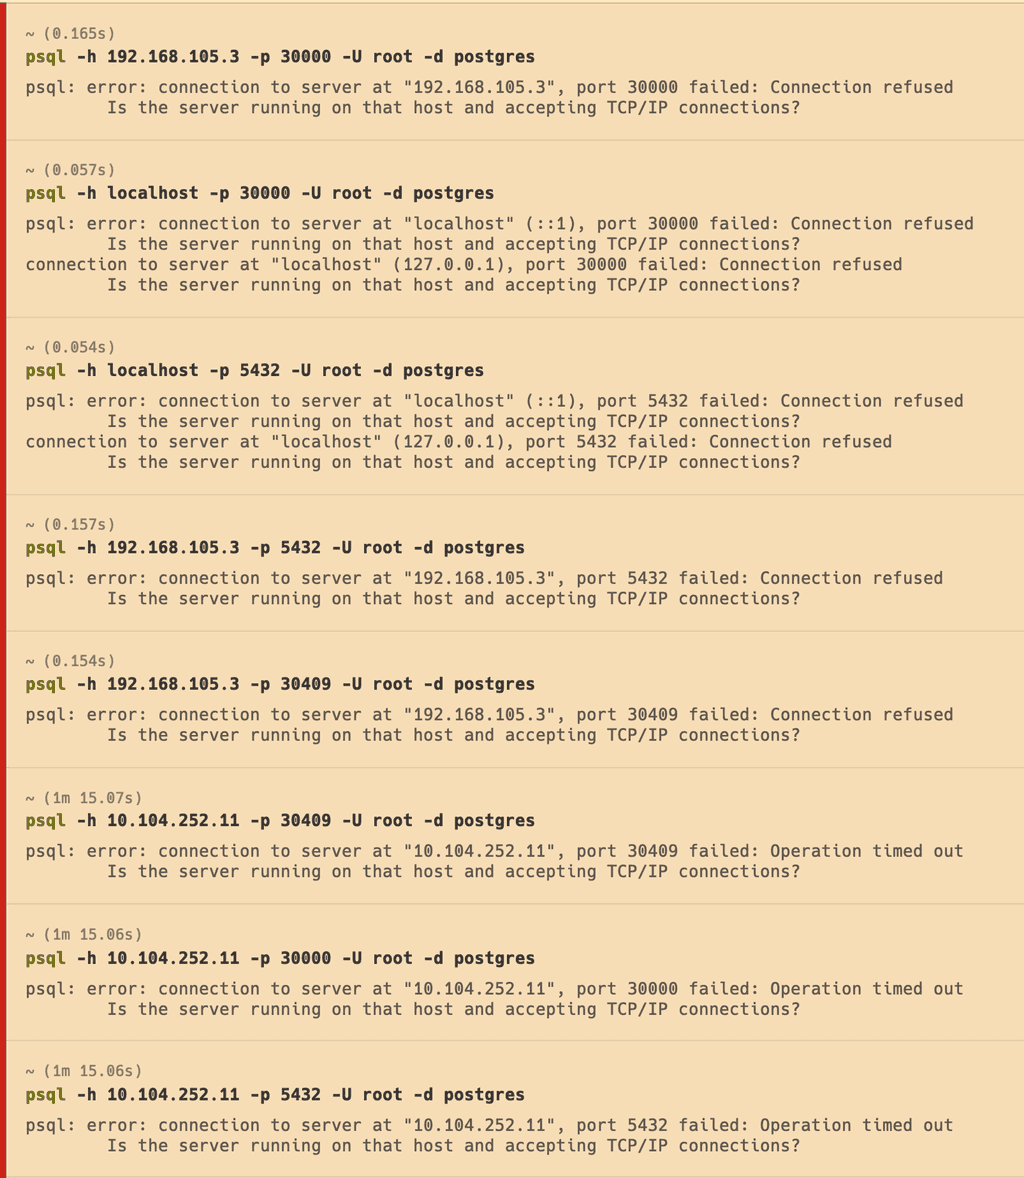 ~ (0.165s)
psql -h 192.168.105.3 -p 30000 -U root -d postgres
psql: error: connection to server at "192.168.105.3", port 30000 failed: Connection refused
Is the server running on that host and accepting TCP/IP connections?
~ (0.057s)
psql -h localhost -p 30000 -U root -d postgres
psql: error: connection to server at "localhost" (::1), port 30000 failed: Connection refused
Is the server running on that host and accepting TCP/IP connections?
connection to server at "localhost" (127.0.0.1), port 30000 failed: Connection refused
Is the server running on that host and accepting TCP/IP connections?
~ (0.054s)
psql -h localhost -p 5432 -U root -d postgres
psql: error: connection to server at "localhost" (::1), port 5432 failed: Connection refused
Is the server running on that host and accepting TCP/IP connections?
connection to server at "localhost" (127.0.0.1), port 5432 failed: Connection refused
Is the server running on that host and accepting TCP/IP connections?
~ (0.157s)
psql -h 192.168.105.3 -p 5432 -U root -d postgres
psql: error: connection to server at "192.168.105.3", port 5432 failed: Connection refused
Is the server running on that host and accepting TCP/IP connections?
~ (0.154s)
psql -h 192.168.105.3 -p 30409 -U root -d postgres
psql: error: connection to server at "192.168.105.3", port 30409 failed: Connection refused
Is the server running on that host and accepting TCP/IP connections?
~ (1m 15.07s)
psql -h 10.104.252.11 -p 30409 -U root -d postgres
psql: error: connection to server at "10.104.252.11", port 30409 failed: Operation timed out
Is the server running on that host and accepting TCP/IP connections?
~ (1m 15.06s)
psql -h 10.104.252.11 -p 30000 -U root -d postgres
psql: error: connection to server at "10.104.252.11", port 30000 failed: Operation timed out
Is the server running on that host and accepting TCP/IP connections?
~ (1m 15.06s)
psql -h 10.104.252.11 -p 5432 -U root -d postgres
psql: error: connection to server at "10.104.252.11", port 5432 failed: Operation timed out
Is the server running on that host and accepting TCP/IP connections?